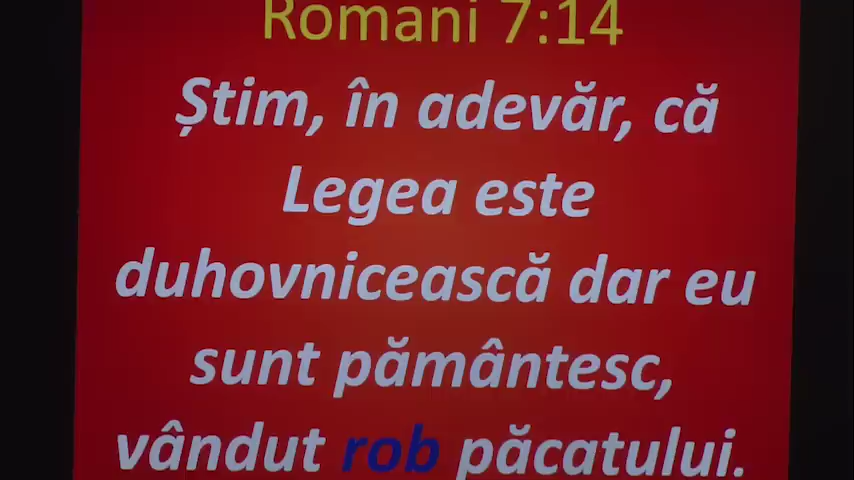 Romani 7:14
Știm, în adevăr, că
Legea este
duhovnicească dar eu
sunt pământesc,
vândut rob păcatului.